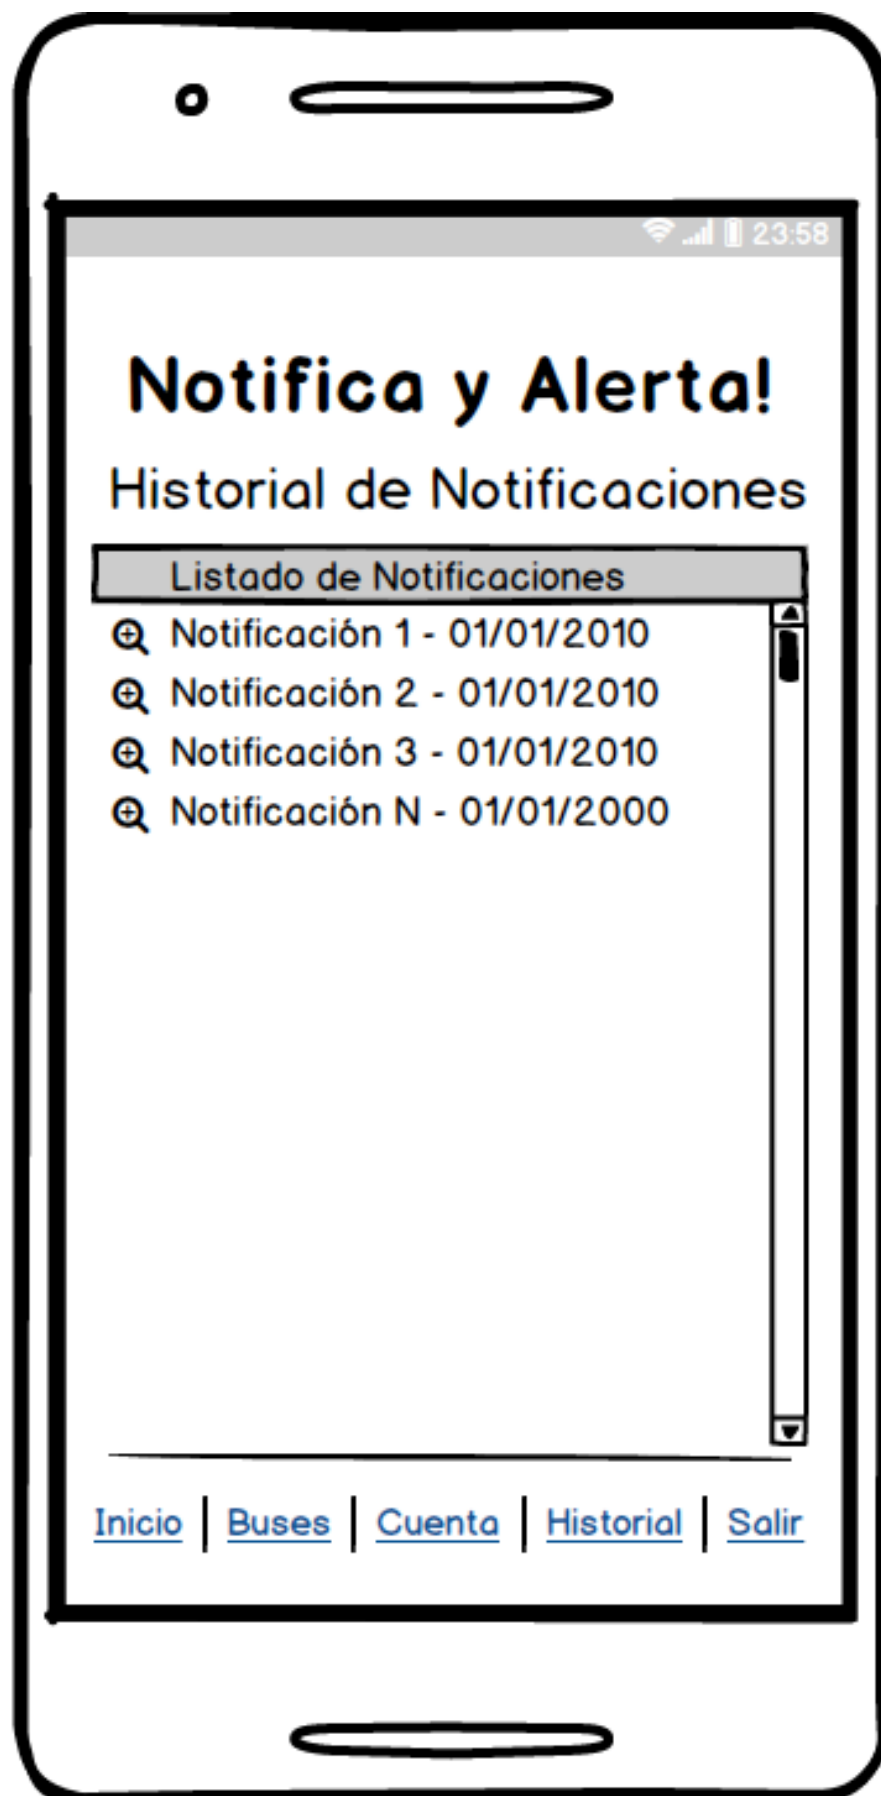 23:58
Notifica y Alerta!
Historial de Notificaciones
Listado de Notificaciones
Notificación 1 - 01/01/2010
Notificación 2 - 01/01/2010
Notificación 3 - 01/01/2010
Notificación N - 01/01/2000
Inicio | Buses | Cuenta | Historial | Salir